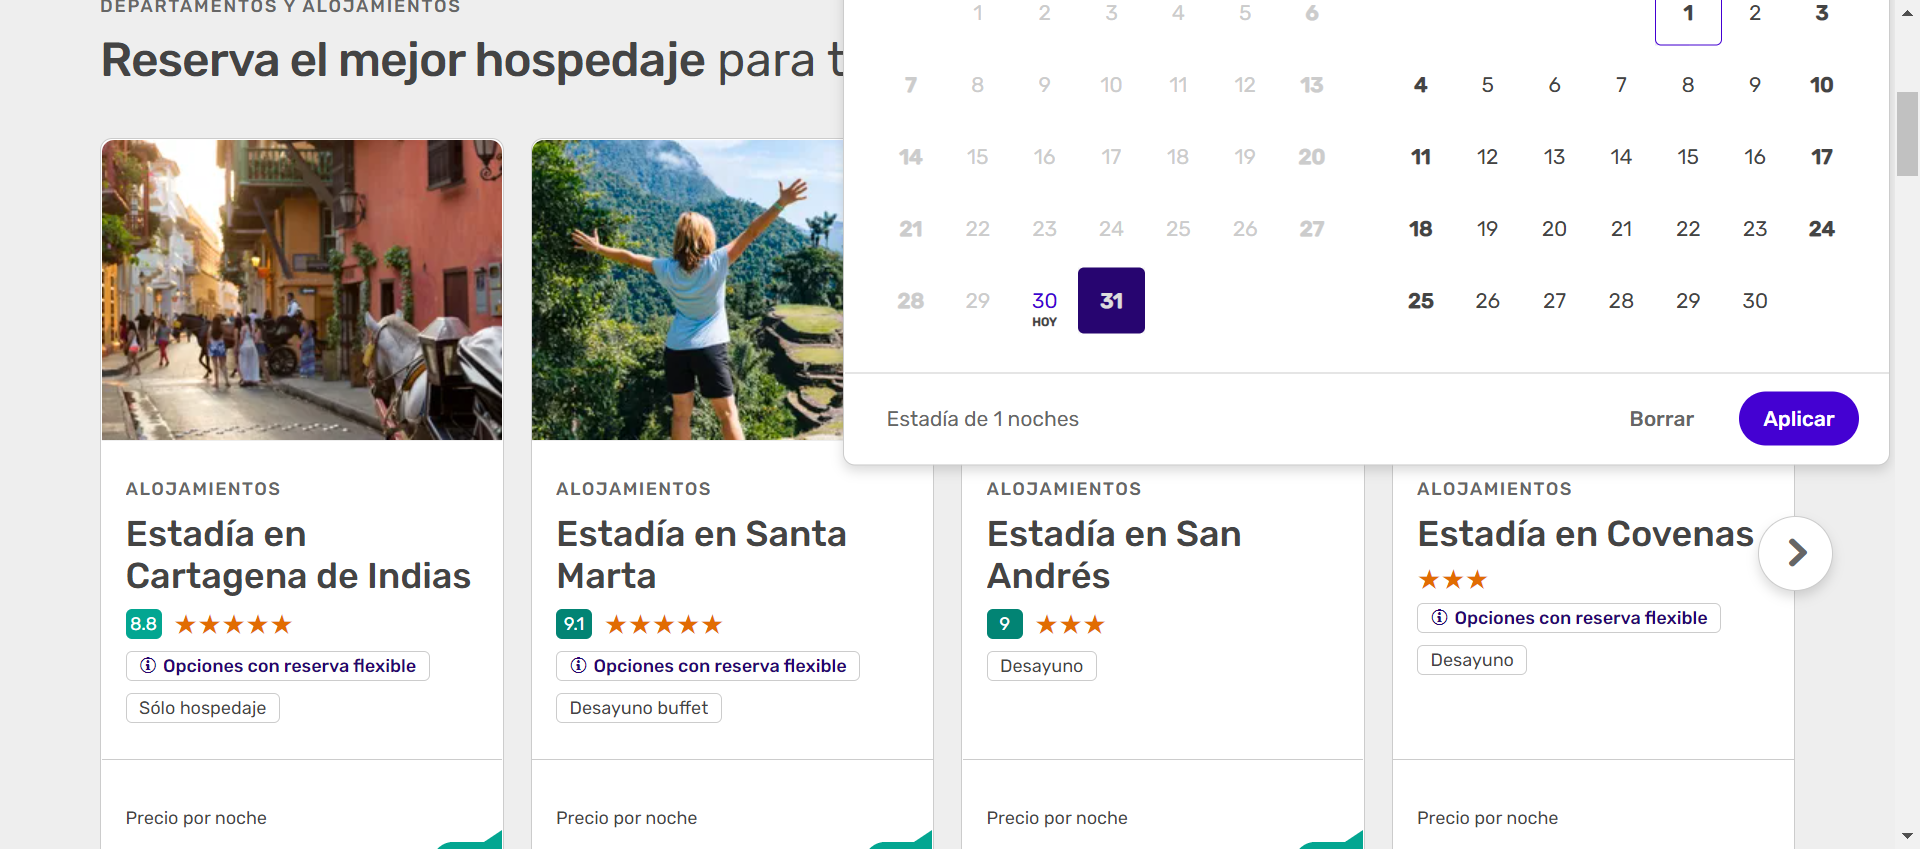 DEPARTAMENTOS Y ALOJAMIENTOS
Reserva el mejor hospedaje para t
1 2 3 4 5 6
7 8 9 10 11 12 13
14 15 16 17 18 19 20
21 22 23 24 25 26 27
28 29 30 31
HOY
1 2 3
4 5 6 7 8 9 10
11 12 13 14 15 16 17
18 19 20 21 22 23 24
25 26 27 28 29 30
Estadía de 1 noches
Borrar
Aplicar
ALOJAMIENTOS
Estadía en
Cartagena de Indias
8.8
Opciones con reserva flexible
Sólo hospedaje
Precio por noche
ALOJAMIENTOS
Estadía en Santa
Marta
9.1
Opciones con reserva flexible
Desayuno buffet
Precio por noche
ALOJAMIENTOS
Estadía en San
Andrés
9
Desayuno
Precio por noche
ALOJAMIENTOS
Estadía en Covenas
Opciones con reserva flexible
Desayuno
Precio por noche